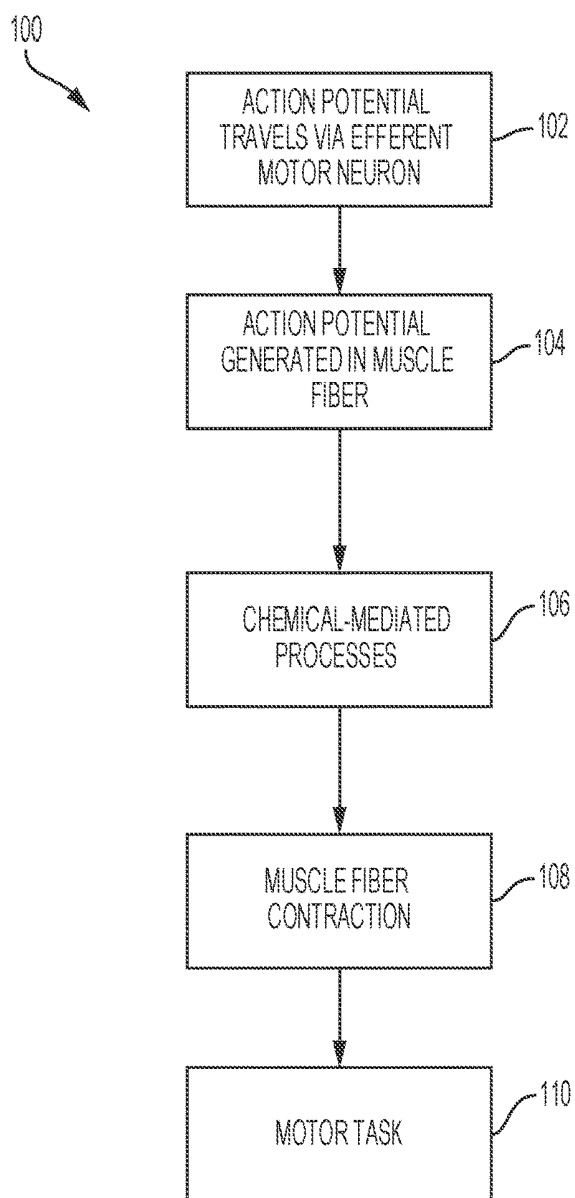 100
ACTION POTENTIAL
TRAVELS VIA EFFERENT
MOTOR NEURON
102
ACTION POTENTIAL
GENERATED IN MUSCLE
FIBER
104
CHEMICAL-MEDIATED
PROCESSES
106
MUSCLE FIBER
CONTRACTION
108
MOTOR TASK
110